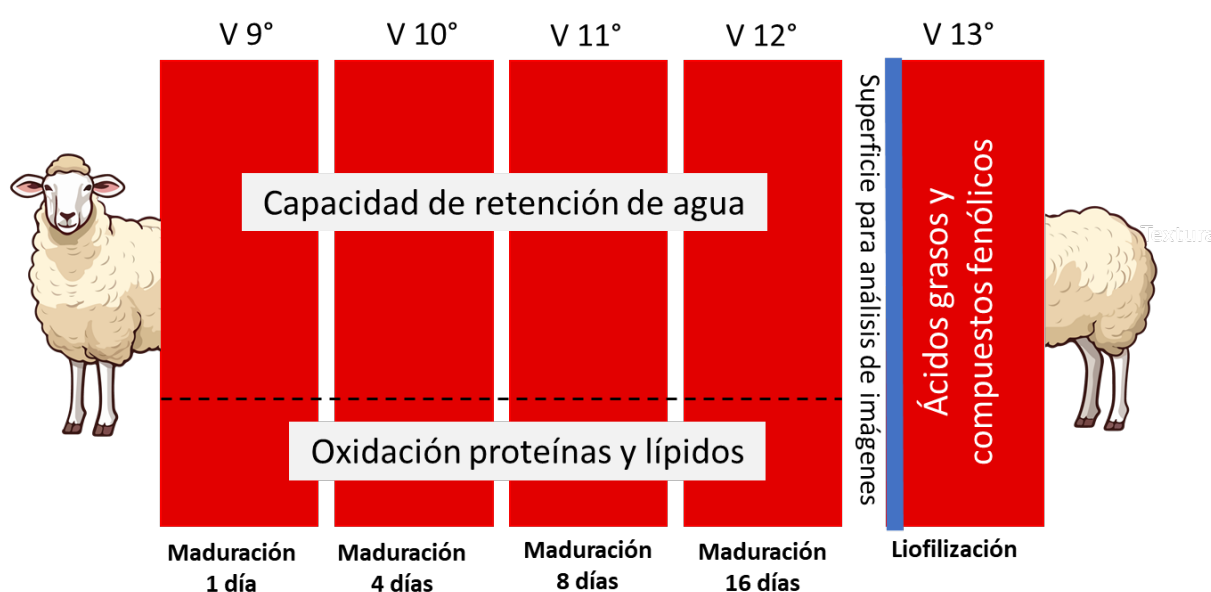 V 9°
V 10°
V 11°
V 12°
V 13°
Capacidad de retención de agua
Oxidación proteínas y lípidos
Superficie para análisis de imágenes
Ácidos grasos y
compuestos fenólicos
Textura
Maduración
1 día
Maduración
4 días
Maduración
8 días
Maduración
16 días
Liofilización